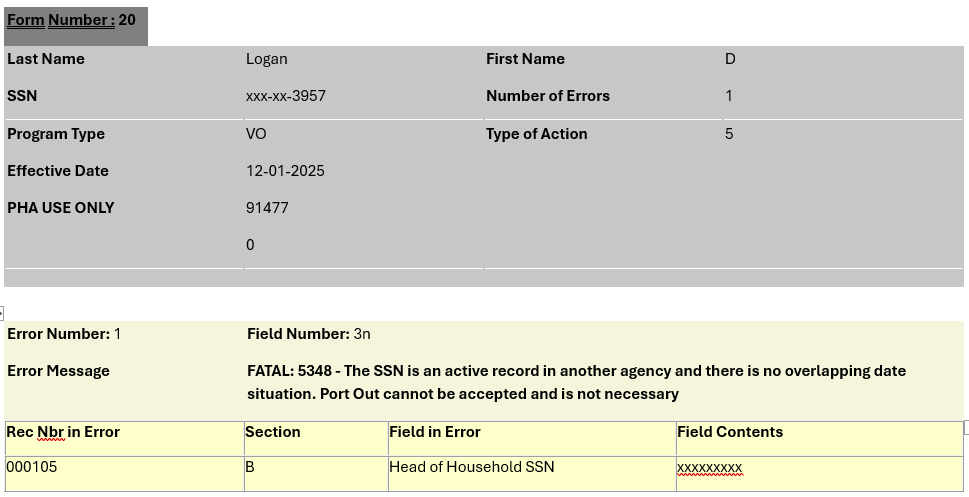 Form Number : 20
Last Name Logan First Name D
SSN xxx-xx-3957 Number of Errors 1
Program Type VO Type of Action 5
Effective Date 12-01-2025
PHA USE ONLY 91477
0
Error Number: 1 Field Number: 3n
Error Message FATAL: 5348 - The SSN is an active record in another agency and there is no overlapping date
situation. Port Out cannot be accepted and is not necessary
Rec Nbr in Error Section Field in Error Field Contents
000105 B Head of Household SSN xxxxxxxxx